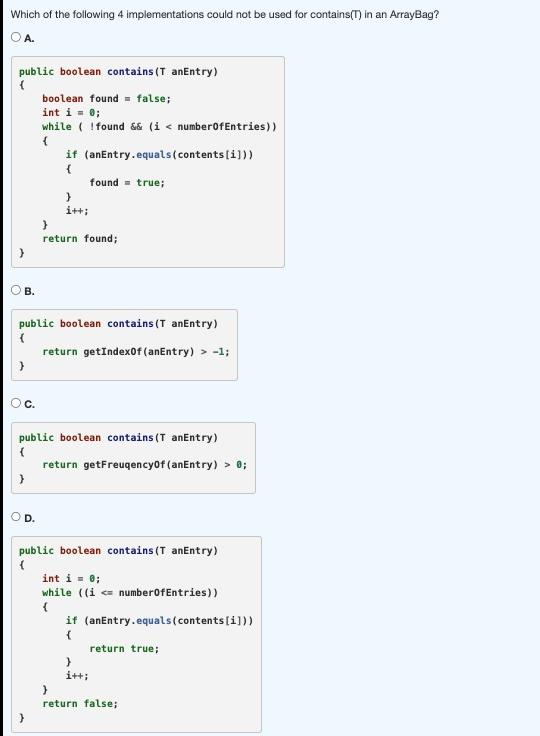 Which of the following 4 implementations could not be used for contains(T) in an ArrayBag?
A.
public boolean contains(T anEntry)
{
boolean found = false;
int i = 0;
while ( !found && (i < numberOfEntries))
{
if (anEntry.equals(contents[i]))
{
found = true;
}
i++;
}
return found;
}
B.
public boolean contains(T anEntry)
{
return getIndexOf(anEntry) > -1;
}
C.
public boolean contains(T anEntry)
{
return getFreuqencyOf(anEntry) > 0;
}
D.
public boolean contains(T anEntry)
{
int i = 0;
while ((i <= numberOfEntries))
{
if (anEntry.equals(contents[i]))
{
return true;
}
i++;
}
return false;
}